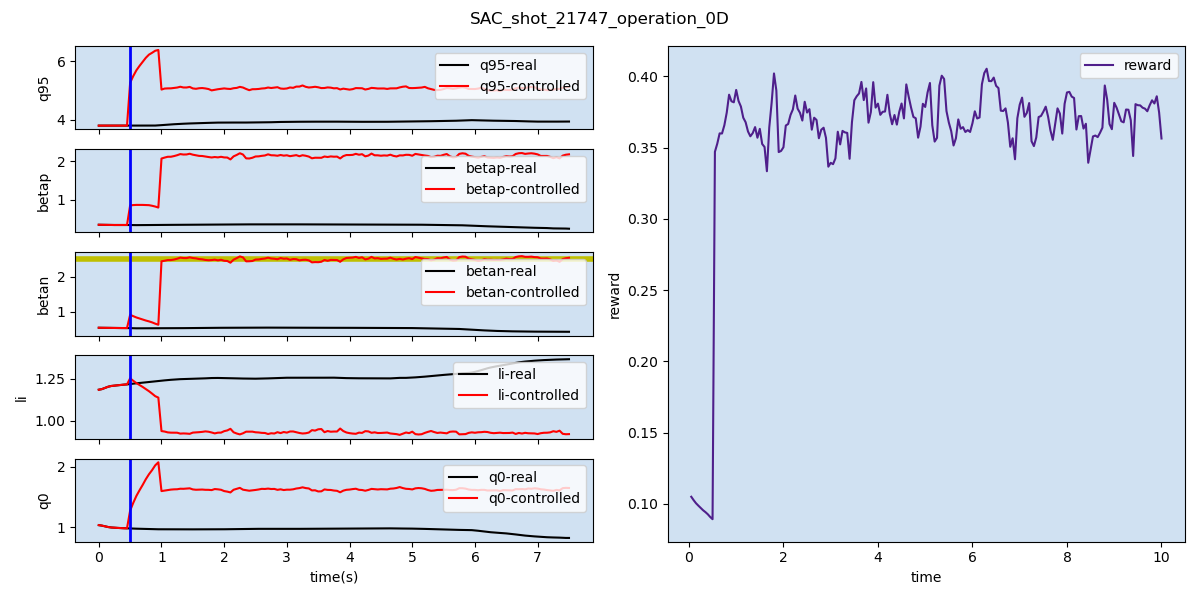 SAC_shot_21747_operation_0D
q95
6
4
q95-real
q95-controlled
betap
2
1
betap-real
betap-controlled
betan
2
1
betan-real
betan-controlled
li
1.25
1.00
li-real
li-controlled
q0
2
1
q0-real
q0-controlled
0 1 2 3 4 5 6 7
time(s)
reward
0.40
0.35
0.30
0.25
0.20
0.15
0.10
reward
0 2 4 6 8 10
time